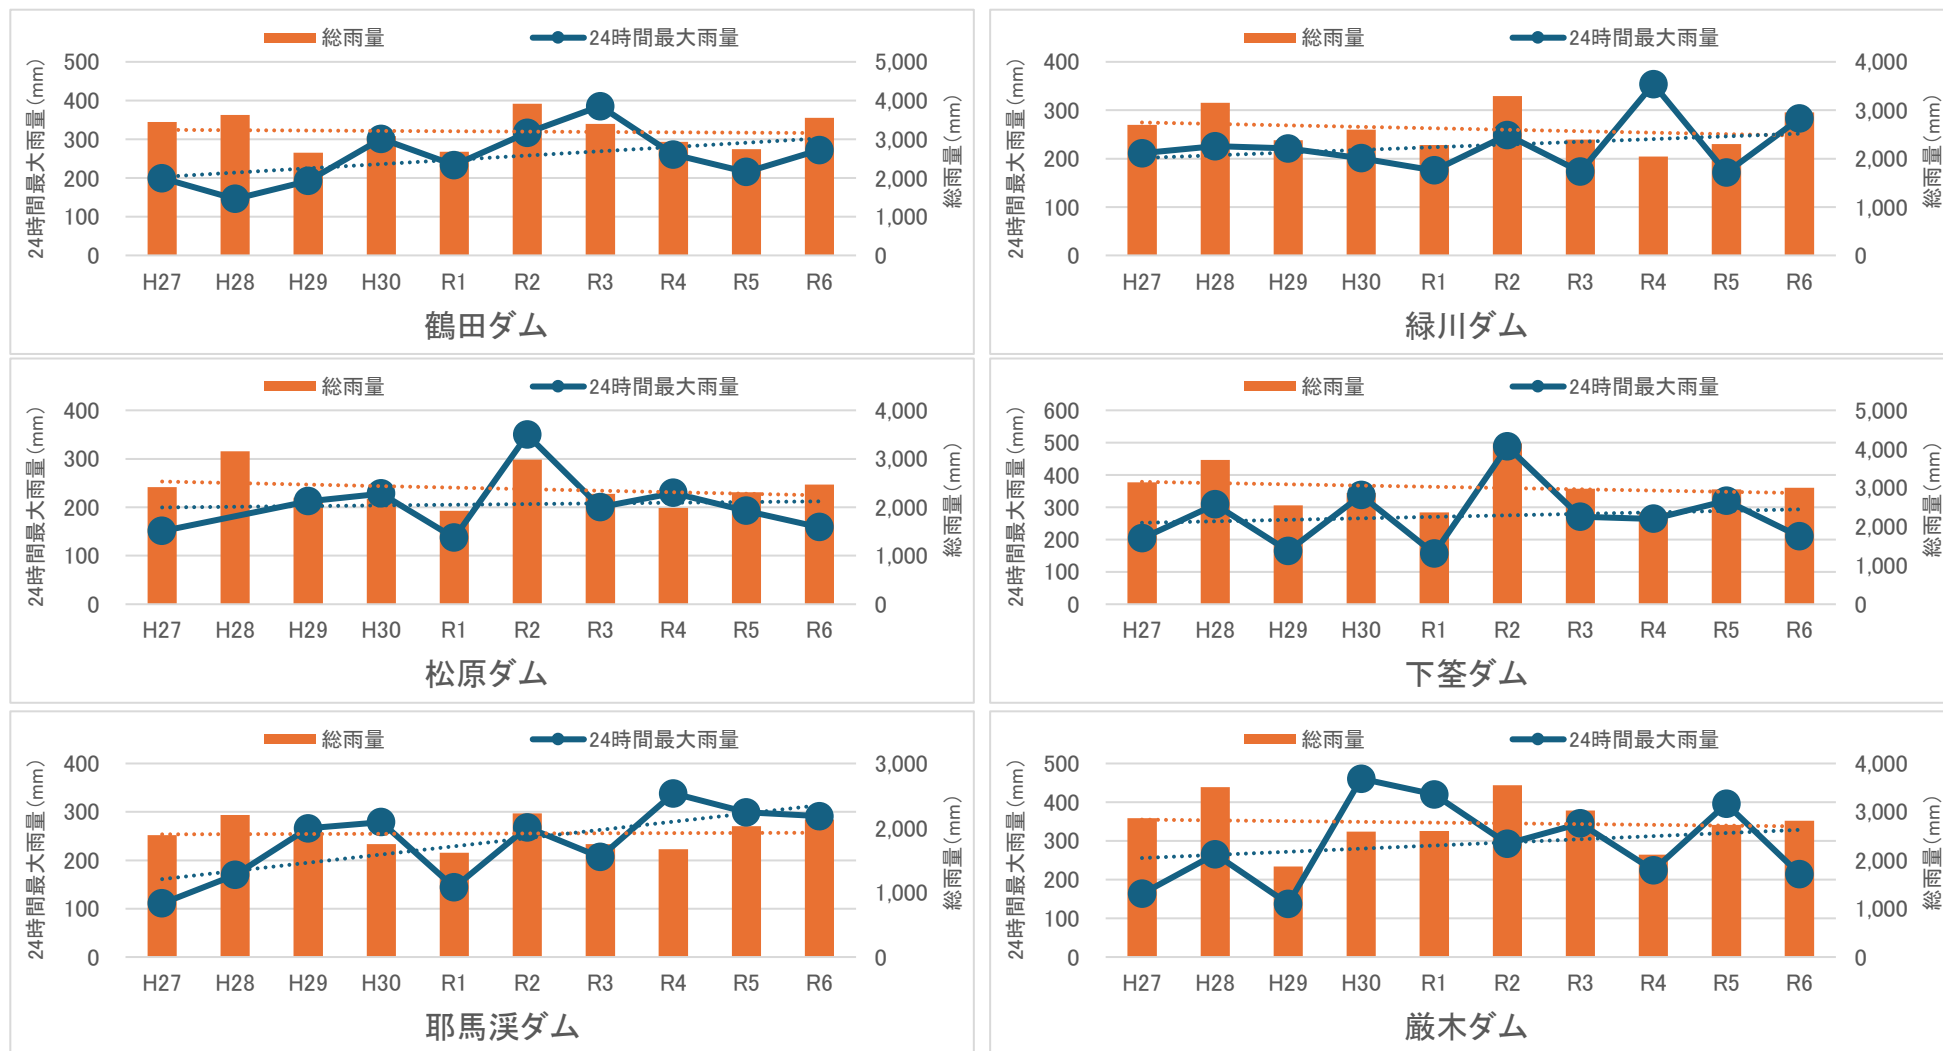 総雨量 24時間最大雨量
24時間最大雨量(mm)
500 400 300 200 100 0
5,000 4,000 3,000 2,000 1,000 0
総雨量(mm)
H27 H28 H29 H30 R1 R2 R3 R4 R5 R6
鶴田ダム
総雨量 24時間最大雨量
24時間最大雨量(mm)
400 300 200 100 0
4,000 3,000 2,000 1,000 0
総雨量(mm)
H27 H28 H29 H30 R1 R2 R3 R4 R5 R6
緑川ダム
総雨量 24時間最大雨量
24時間最大雨量(mm)
400 300 200 100 0
4,000 3,000 2,000 1,000 0
総雨量(mm)
H27 H28 H29 H30 R1 R2 R3 R4 R5 R6
松原ダム
総雨量 24時間最大雨量
24時間最大雨量(mm)
600 500 400 300 200 100 0
5,000 4,000 3,000 2,000 1,000 0
総雨量(mm)
H27 H28 H29 H30 R1 R2 R3 R4 R5 R6
下筌ダム
総雨量 24時間最大雨量
24時間最大雨量(mm)
400 300 200 100 0
3,000 2,000 1,000 0
総雨量(mm)
H27 H28 H29 H30 R1 R2 R3 R4 R5 R6
耶馬渓ダム
総雨量 24時間最大雨量
24時間最大雨量(mm)
500 400 300 200 100 0
4,000 3,000 2,000 1,000 0
総雨量(mm)
H27 H28 H29 H30 R1 R2 R3 R4 R5 R6
厳木ダム